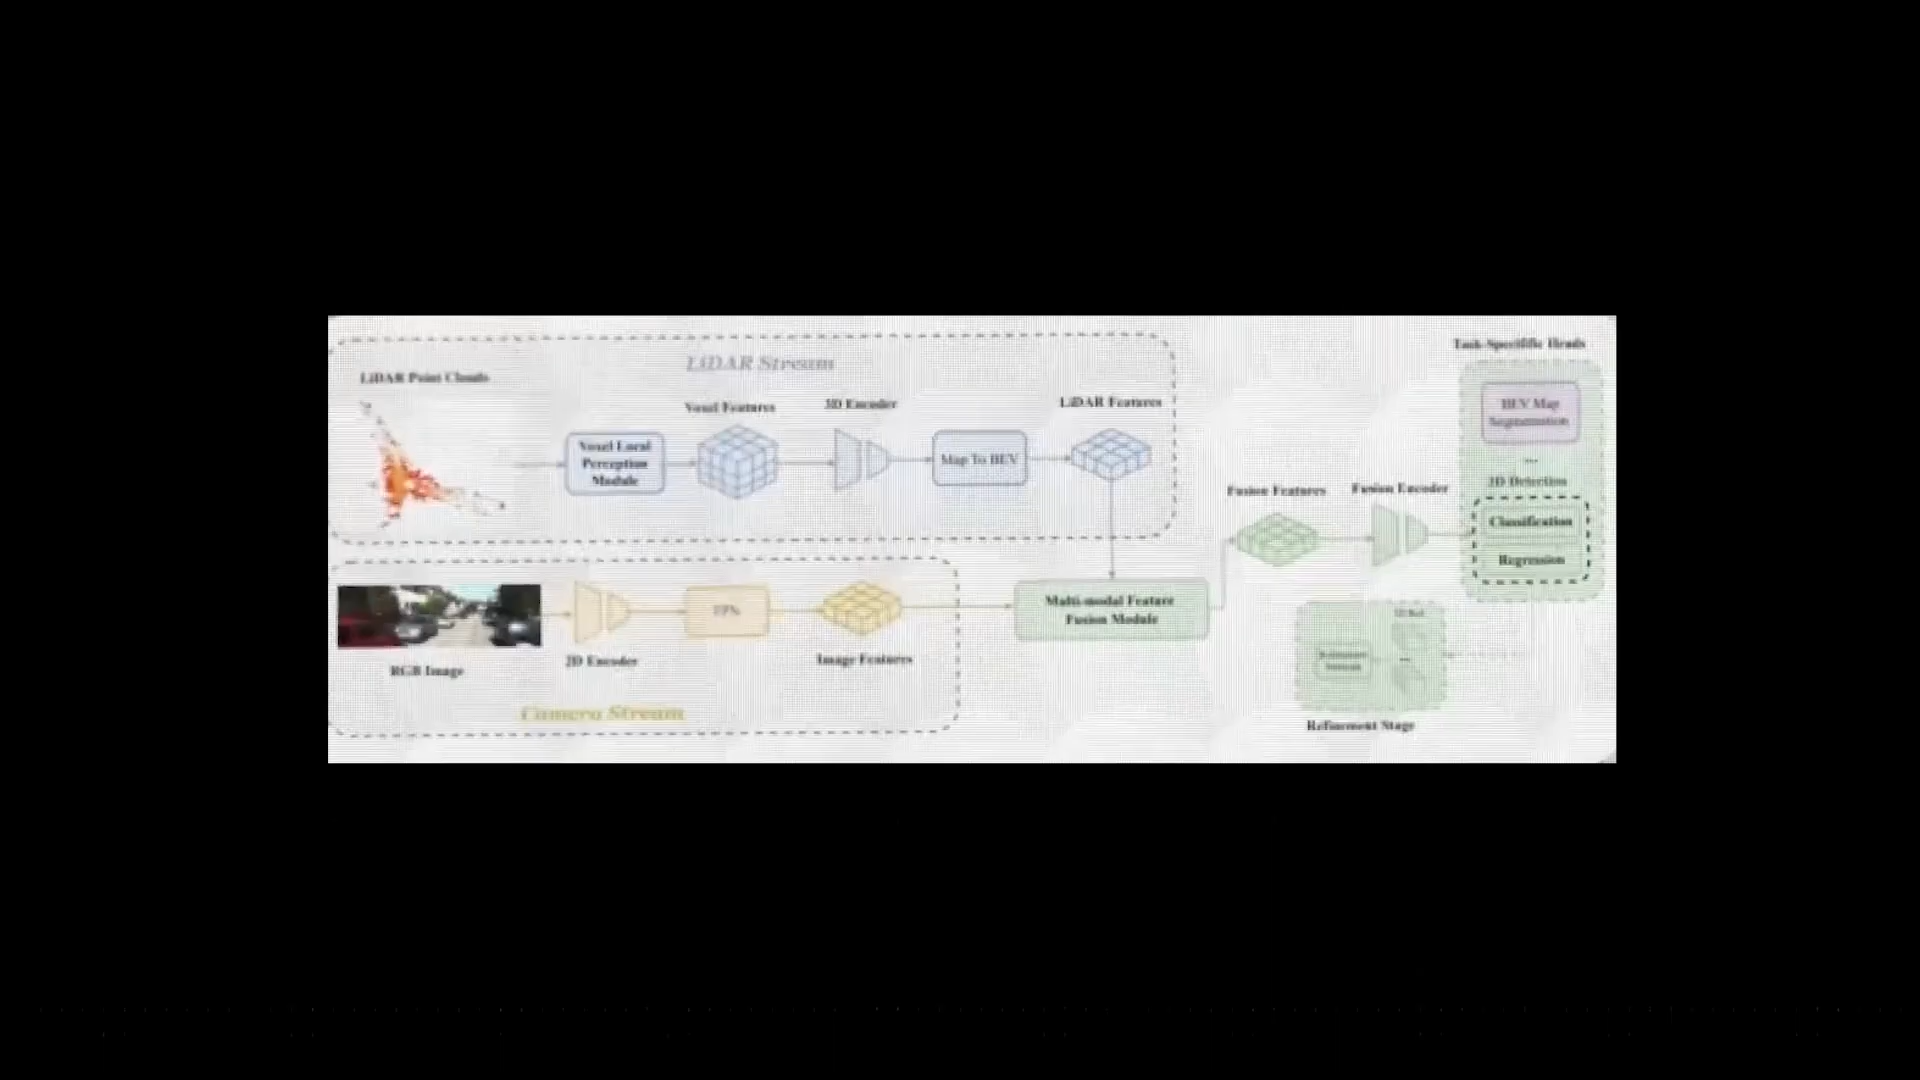 Task-Specifific Heads
LiDAR Stream
LiDAR Point Clouds
Voxel Features
3D Encoder
LiDAR Features
BEV Map
Segmentation
Voxel Local
Perception
Module
Map To BEV
...
3D Detection
Fusion Features
Fusion Encoder
Classification
Regression
Multi-modal Feature
Fusion Module
FPN
2D Encoder
Image Features
RGB Image
Camera Stream
Refinement Stage